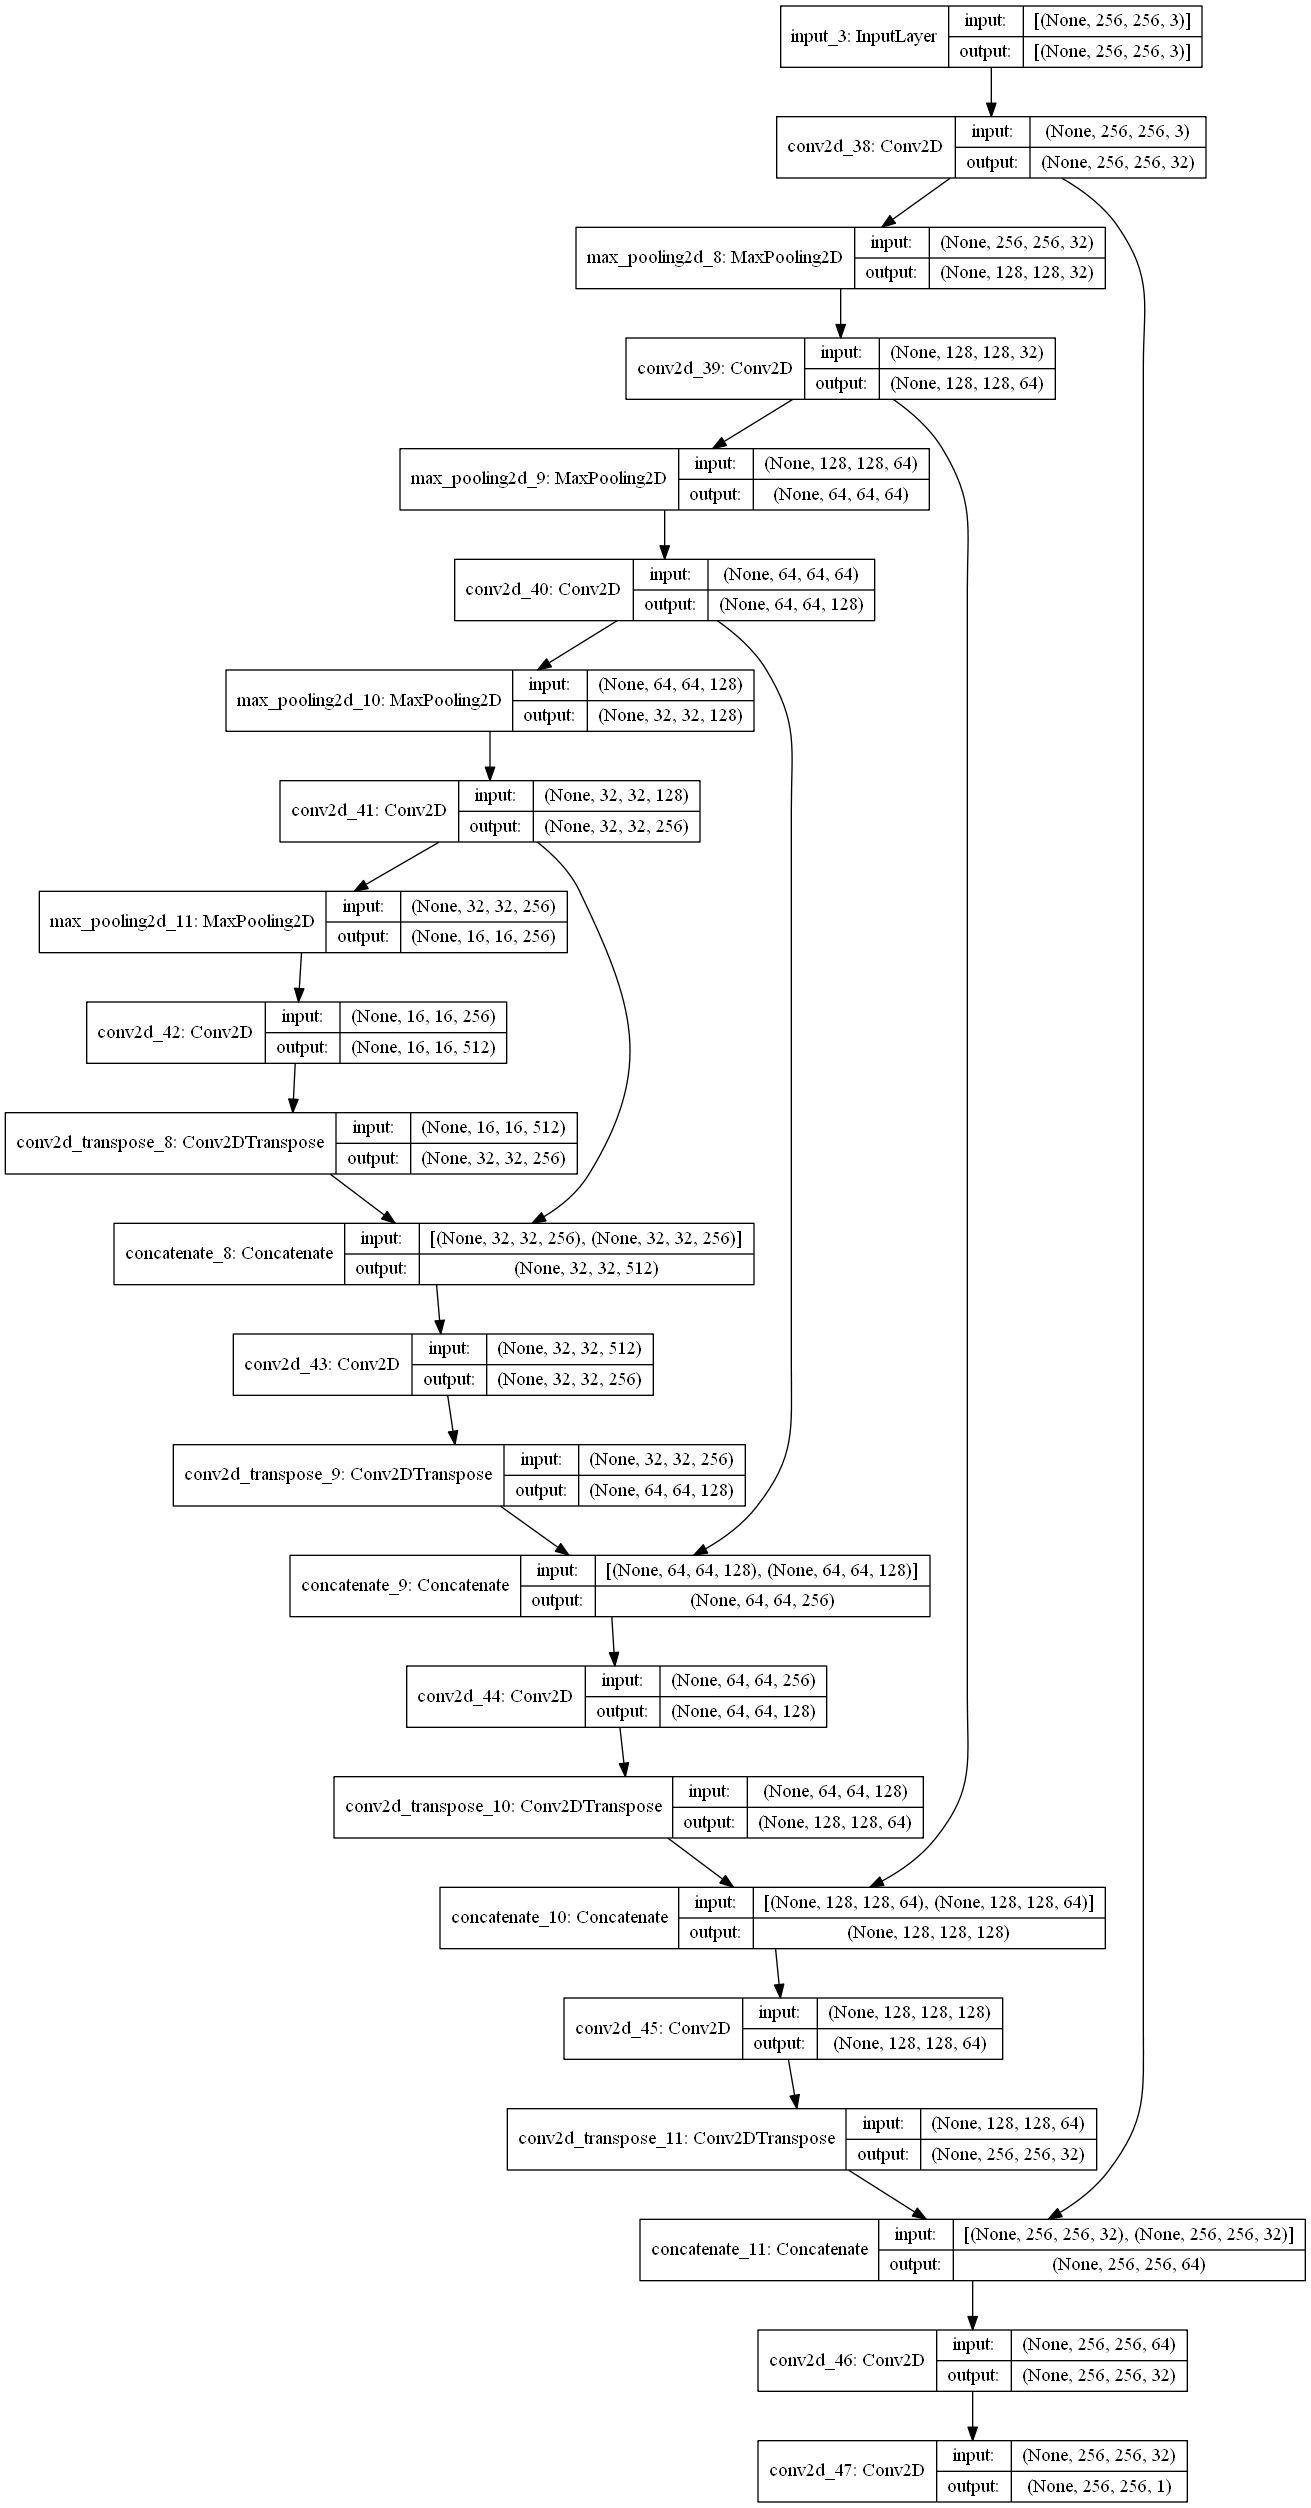 input_3: InputLayer
input: [(None, 256, 256, 3)]
output: [(None, 256, 256, 3)]
conv2d_38: Conv2D
input: (None, 256, 256, 3)
output: (None, 256, 256, 32)
max_pooling2d_8: MaxPooling2D
input: (None, 256, 256, 32)
output: (None, 128, 128, 32)
conv2d_39: Conv2D
input: (None, 128, 128, 32)
output: (None, 128, 128, 64)
max_pooling2d_9: MaxPooling2D
input: (None, 128, 128, 64)
output: (None, 64, 64, 64)
conv2d_40: Conv2D
input: (None, 64, 64, 64)
output: (None, 64, 64, 128)
max_pooling2d_10: MaxPooling2D
input: (None, 64, 64, 128)
output: (None, 32, 32, 128)
conv2d_41: Conv2D
input: (None, 32, 32, 128)
output: (None, 32, 32, 256)
max_pooling2d_11: MaxPooling2D
input: (None, 32, 32, 256)
output: (None, 16, 16, 256)
conv2d_42: Conv2D
input: (None, 16, 16, 256)
output: (None, 16, 16, 512)
conv2d_transpose_8: Conv2DTranspose
input: (None, 16, 16, 512)
output: (None, 32, 32, 256)
concatenate_8: Concatenate
input: [(None, 32, 32, 256), (None, 32, 32, 256)]
output: (None, 32, 32, 512)
conv2d_43: Conv2D
input: (None, 32, 32, 512)
output: (None, 32, 32, 256)
conv2d_transpose_9: Conv2DTranspose
input: (None, 32, 32, 256)
output: (None, 64, 64, 128)
concatenate_9: Concatenate
input: [(None, 64, 64, 128), (None, 64, 64, 128)]
output: (None, 64, 64, 256)
conv2d_44: Conv2D
input: (None, 64, 64, 256)
output: (None, 64, 64, 128)
conv2d_transpose_10: Conv2DTranspose
input: (None, 64, 64, 128)
output: (None, 128, 128, 64)
concatenate_10: Concatenate
input: [(None, 128, 128, 64), (None, 128, 128, 64)]
output: (None, 128, 128, 128)
conv2d_45: Conv2D
input: (None, 128, 128, 128)
output: (None, 128, 128, 64)
conv2d_transpose_11: Conv2DTranspose
input: (None, 128, 128, 64)
output: (None, 256, 256, 32)
concatenate_11: Concatenate
input: [(None, 256, 256, 32), (None, 256, 256, 32)]
output: (None, 256, 256, 64)
conv2d_46: Conv2D
input: (None, 256, 256, 64)
output: (None, 256, 256, 32)
conv2d_47: Conv2D
input: (None, 256, 256, 32)
output: (None, 256, 256, 1)